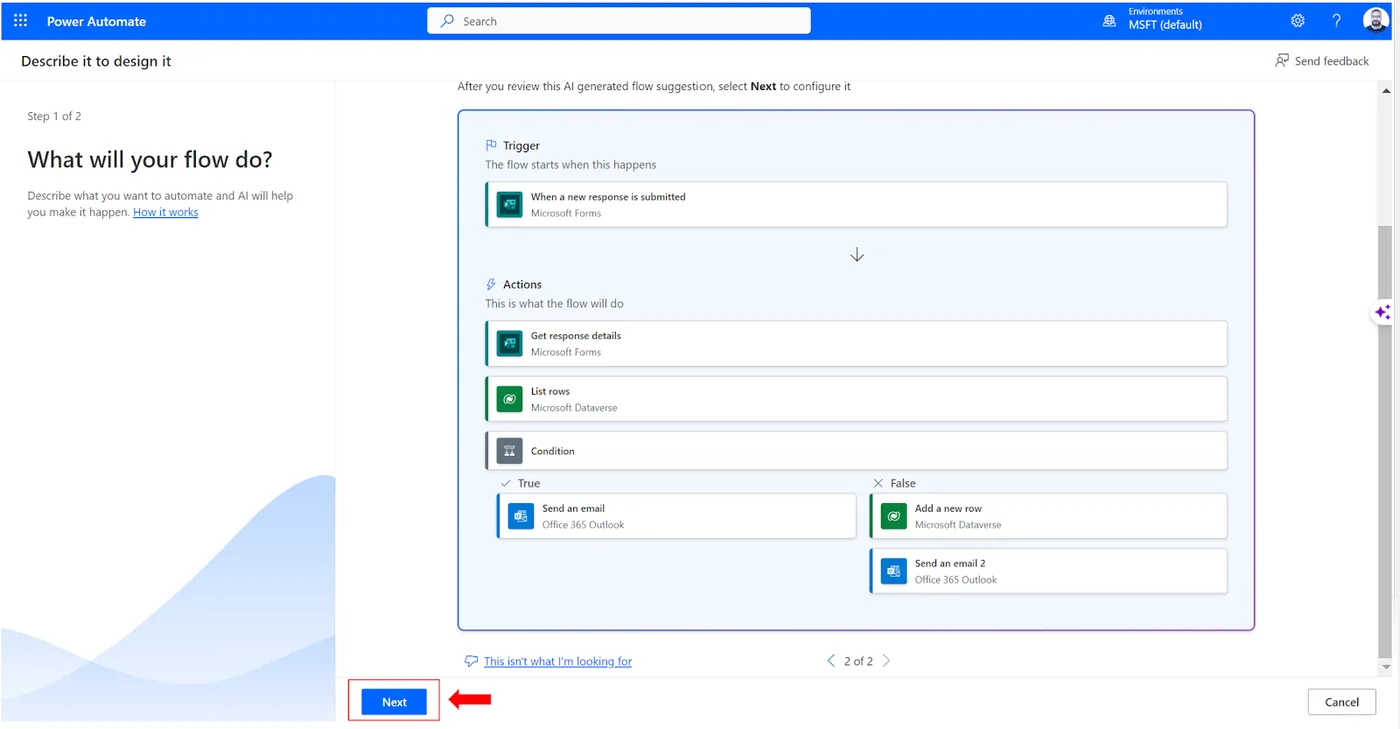 Power Automate
Search
Environments
MSFT (default)
?
Describe it to design it
Send feedback
Step 1 of 2
What will your flow do?
Describe what you want to automate and AI will help
you make it happen. How it works
After you review this AI generated flow suggestion, select Next to configure it
Trigger
The flow starts when this happens
When a new response is submitted
Microsoft Forms
Actions
This is what the flow will do
Get response details
Microsoft Forms
List rows
Microsoft Dataverse
Condition
True
Send an email
Office 365 Outlook
False
Add a new row
Microsoft Dataverse
Send an email 2
Office 365 Outlook
This isn't what I'm looking for
2 of 2
Next
Cancel